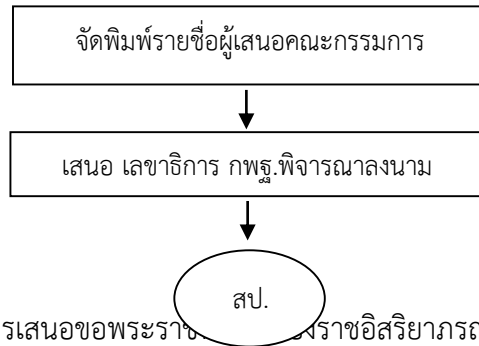 จัดพิมพ์รายชื่อผู้เสนอคณะกรรมการ
เสนอ เลขาธิการ กพฐ.พิจารณาลงนาม
สป.
รเสนอขอพระราช ราชอิสริยาภรณ